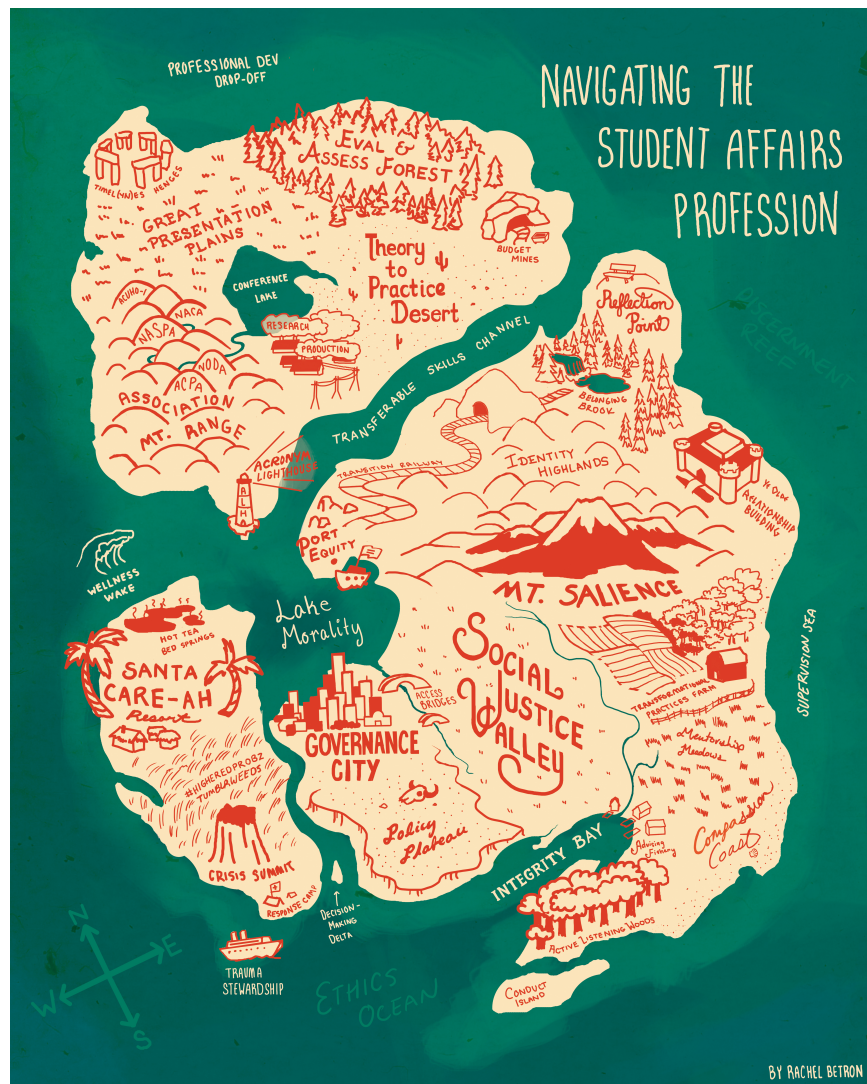 PROFESSIONAL DEV
DROP-OFF
NAVIGATING THE
STUDENT AFFAIRS
PROFESSION
EVAL &
ASSESS FOREST
TIMEL(IN)ES HENGES
GREAT
PRESENTATION
PLAINS
BUDGET
MINES
Theory
to
Practice
Desert
CONFERENCE
LAKE
Reflection
Point
DISCERNMENT
ACUHO-I
NACA
NASPA
NODA
ACPA
ASSOCIATION
MT. RANGE
RESEARCH
PRODUCTION
TRANSFERABLE SKILLS CHANNEL
BELONGING
BROOK
ACRONYM
LIGHTHOUSE
ALHA
TRANSITION RAILWAY
IDENTITY
HIGHLANDS
Ye Olde
RELATIONSHIP
BUILDING
PORT
EQUITY
MT. SALIENCE
WELLNESS
WAKE
Lake
Morality
HOT TEA
BED SPRINGS
SANTA
CARE-AH
Resort
SOCIAL
JUSTICE
VALLEY
SUPERVISION SEA
TRANSFORMATIONAL
PRACTICES FARM
ACCESS
BRIDGES
GOVERNANCE
CITY
Mentorship
Meadows
#HIGHEREDPROBZ
TUMBLEWEEDS
Policy
Plateau
Compassion
Coast
CRISIS SUMMIT
RESPONSE CAMP
INTEGRITY BAY
Advising
Fishery
DECISION-
MAKING
DELTA
ACTIVE LISTENING WOODS
TRAUMA
STEWARDSHIP
ETHICS
OCEAN
CONDUCT
ISLAND
N
E
W
S
BY RACHEL BETRON